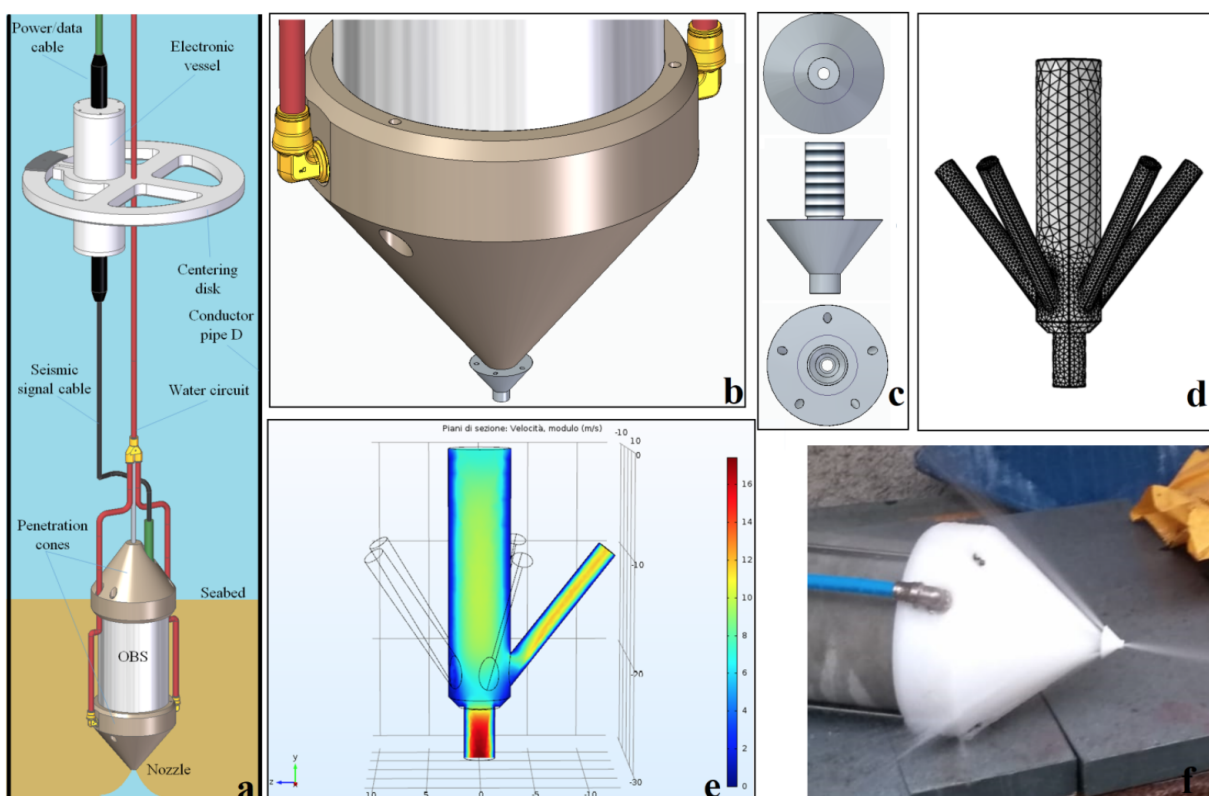 Power/data
cable
Electronic
vessel
Centering
disk
Conductor
pipe D
Seismic
signal cable
Water circuit
Penetration
cones
Seabed
OBS
Nozzle
a
b
c
d
Piani di sezione: Velocità, modulo (m/s)
-10
0
10
0
-10
-20
-30
10
5
0
-5
-10
y
z
16
14
12
10
8
6
4
2
0
e
f